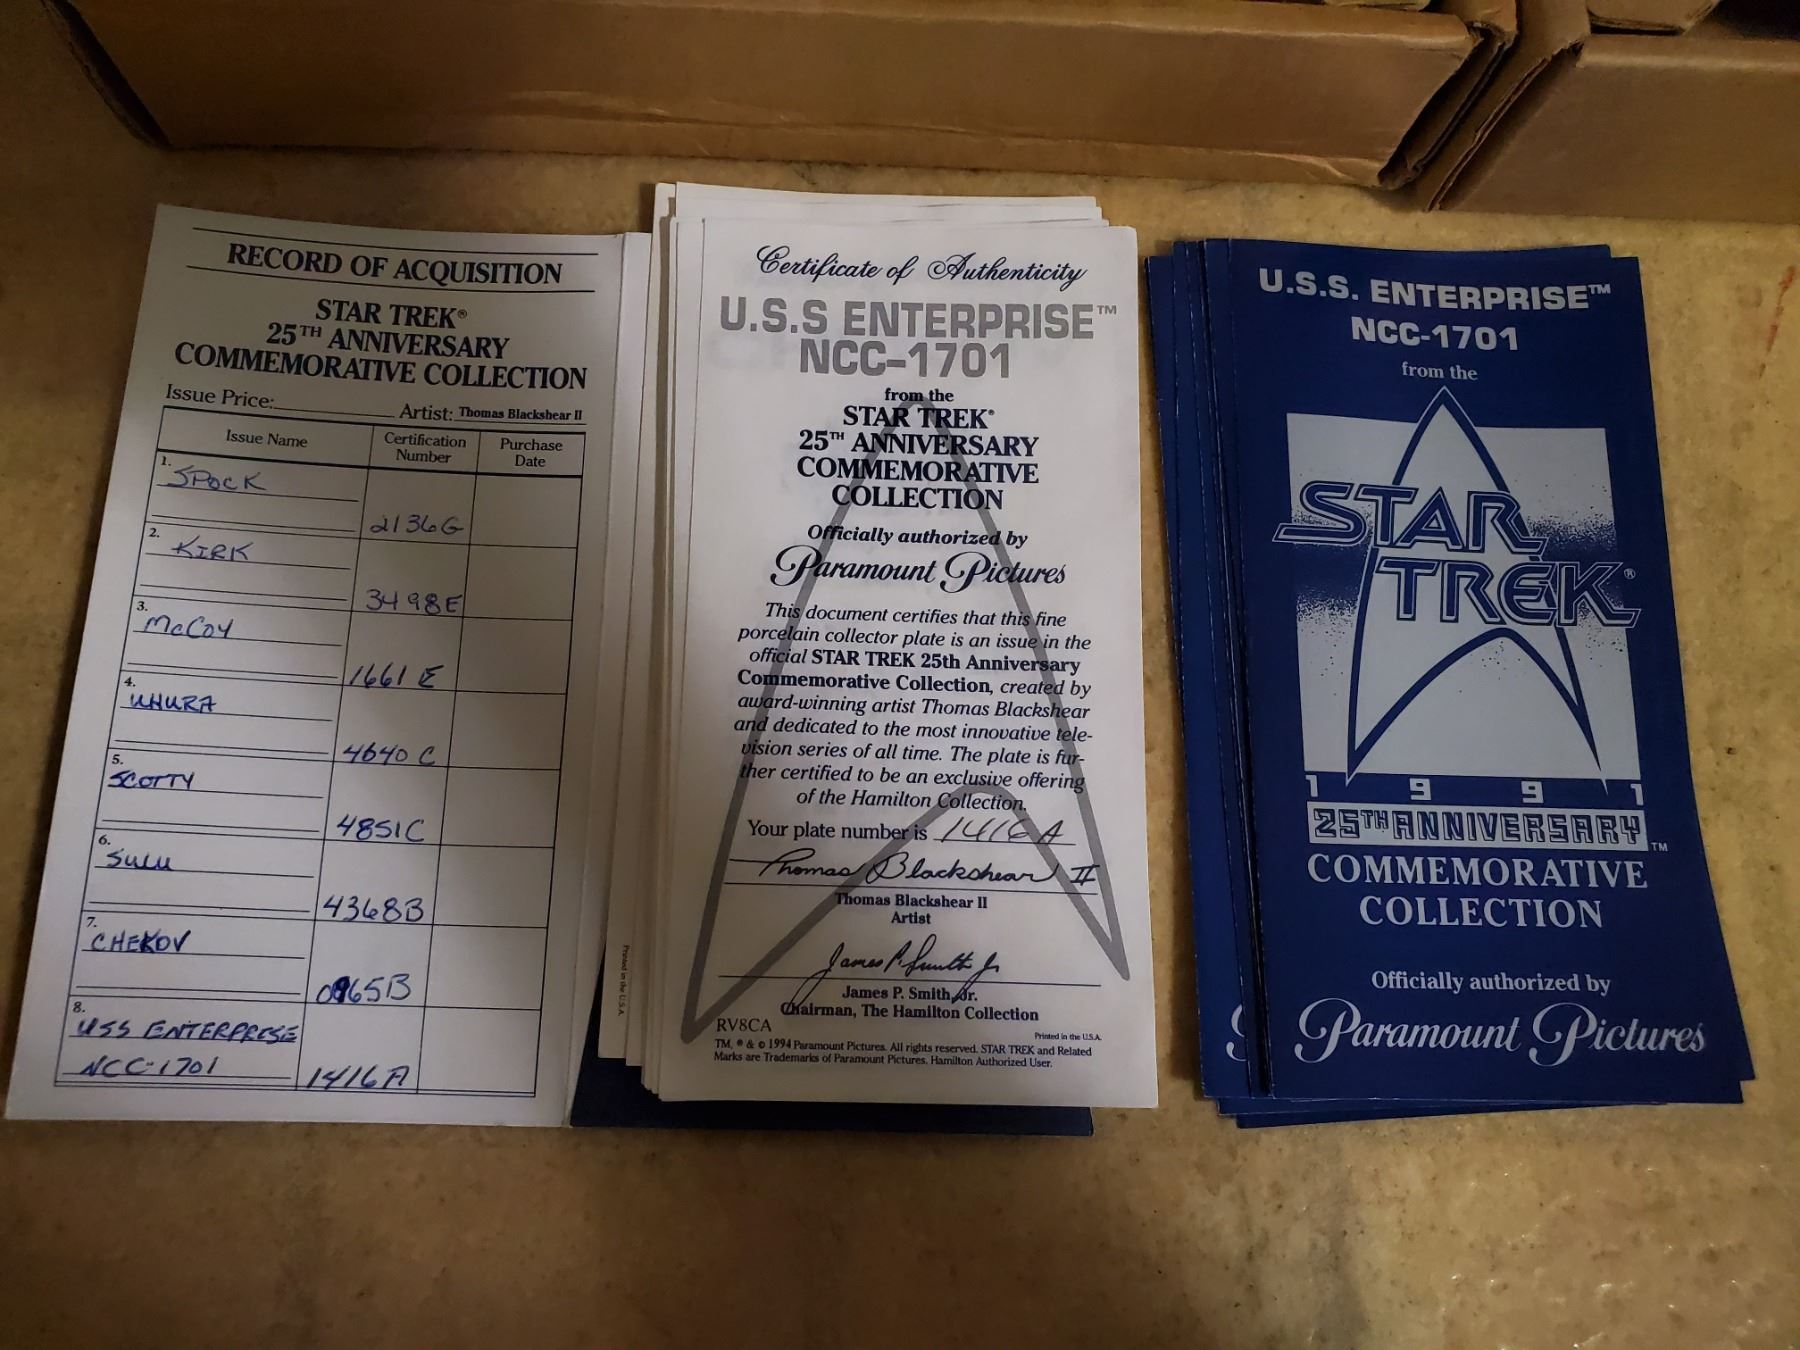 RECORD OF ACQUISITION
STAR TREK®
25TH ANNIVERSARY
COMMEMORATIVE COLLECTION
Issue Price:
Artist: Thomas Blackshear II
Issue Name
Certification Number
Purchase Date
1. SPOCK
2136G
2. KIRK
3498E
3. McCOY
1661 E
4. UHURA
4640 C
5. SCOTTY
4851C
6. SULU
4368B
7. CHEKOV
65B
8. USS ENTERPRISE
NCC-1701
1416A
Printed in the U.S.A.
Certificate of Authenticity
U.S.S ENTERPRISE™
NCC-1701
from the
STAR TREK®
25TH ANNIVERSARY
COMMEMORATIVE
COLLECTION
Officially authorized by
Paramount Pictures
This document certifies that this fine
porcelain collector plate is an issue in the
official STAR TREK 25th Anniversary
Commemorative Collection, created by
award-winning artist Thomas Blackshear
and dedicated to the most innovative tele-
vision series of all time. The plate is fur-
ther certified to be an exclusive offering
of the Hamilton Collection.
Your plate number is 1416 A
Thomas Blackshear II
Thomas Blackshear II
Artist
James P. Smith Jr
James P. Smith, Jr.
Chairman, The Hamilton Collection
RV8CA
Printed in the U.S.A.
TM, ® & © 1994 Paramount Pictures. All rights reserved. STAR TREK and Related
Marks are Trademarks of Paramount Pictures. Hamilton Authorized User.
U.S.S. ENTERPRISE™
NCC-1701
from the
STAR
TREK®
1991
25TH ANNIVERSARY™
COMMEMORATIVE
COLLECTION
Officially authorized by
Paramount Pictures